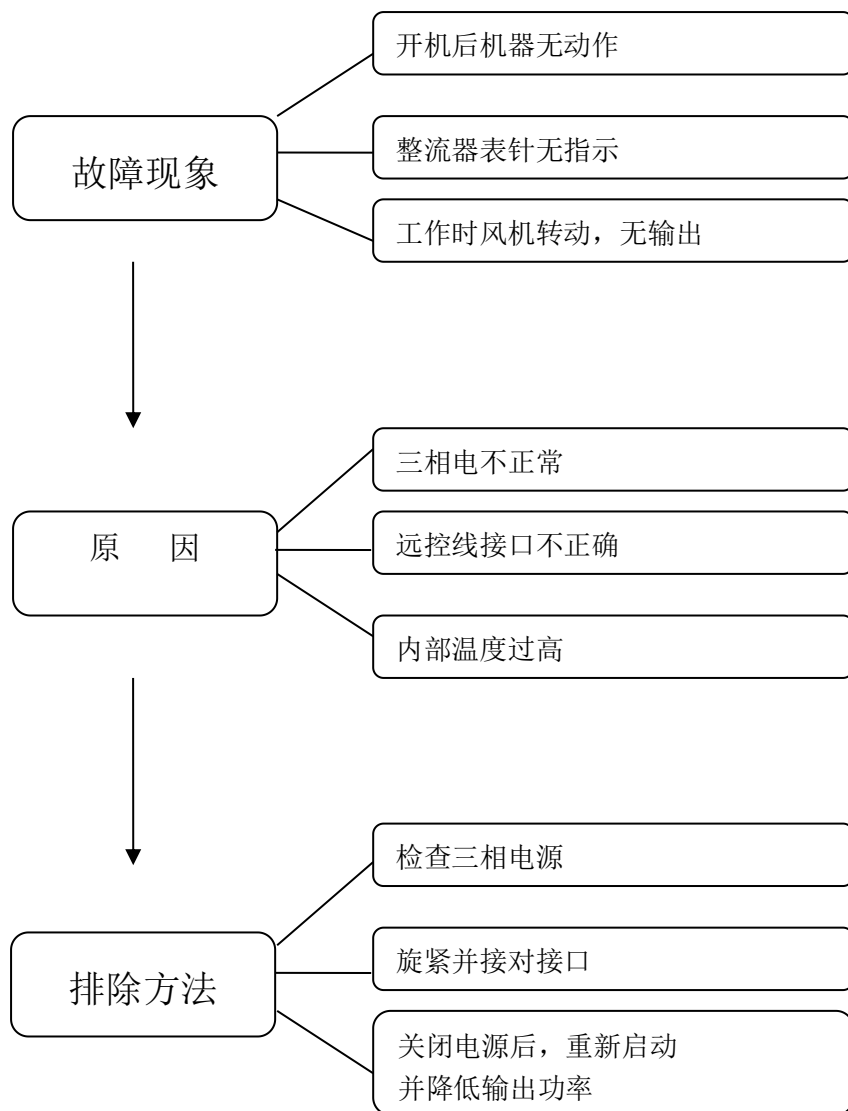 开机后机器无动作
故障现象
整流器表针无指示
工作时风机转动，无输出
三相电不正常
原 因
远控线接口不正确
内部温度过高
检查三相电源
排除方法
旋紧并接对接口
关闭电源后，重新启动
并降低输出功率